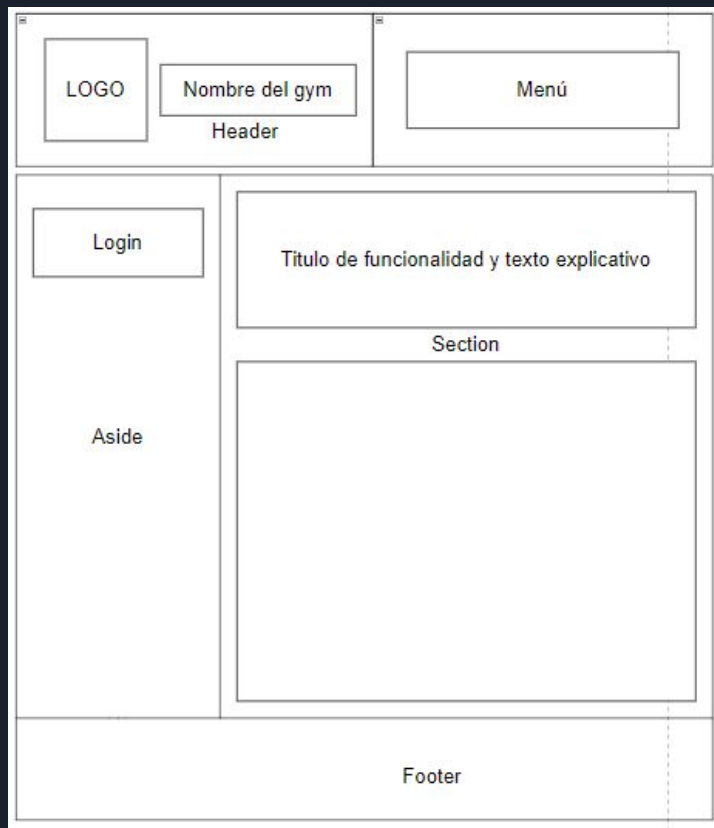 LOGO
Nombre del gym
Header
Menú
Login
Titulo de funcionalidad y texto explicativo
Section
Aside
Footer